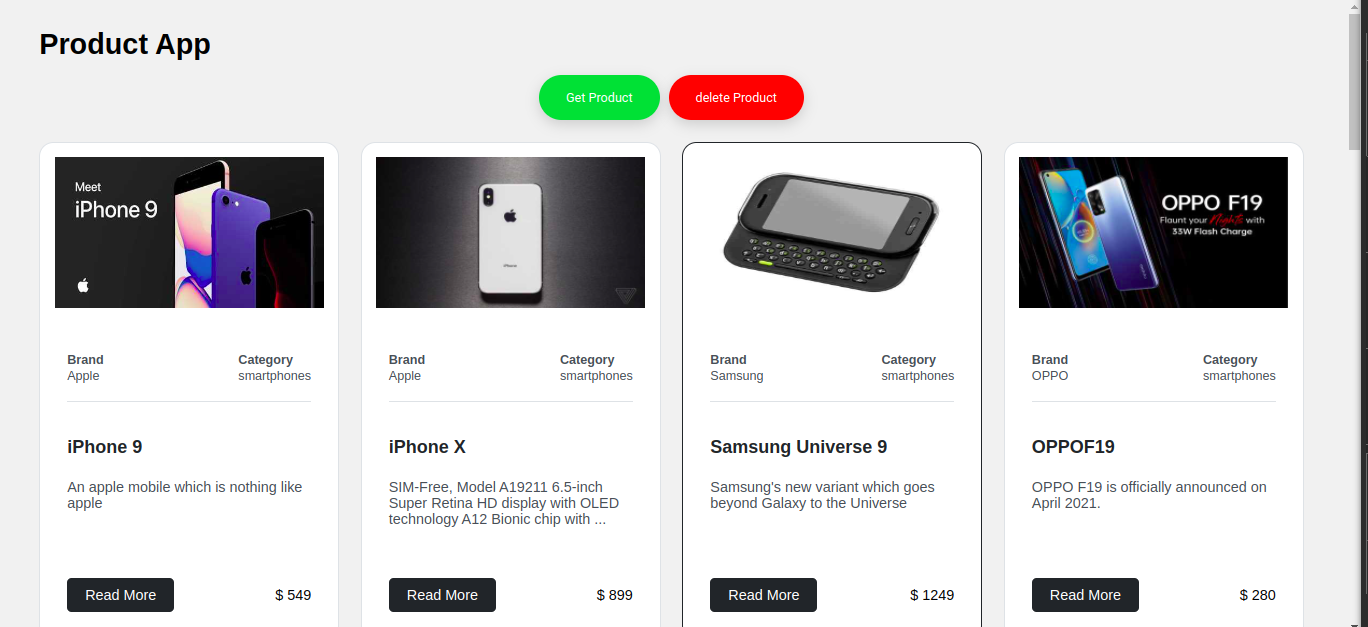 Product App
Get Product
delete Product
Meet
iPhone 9
iPhone
OPPO F19
Flaunt your Nights with
33W Flash Charge
Brand
Category
Apple
smartphones
iPhone 9
An apple mobile which is nothing like
apple
Read More
$ 549
Brand
Category
Apple
smartphones
iPhone X
SIM-Free, Model A19211 6.5-inch
Super Retina HD display with OLED
technology A12 Bionic chip with ...
Read More
$ 899
Brand
Category
Samsung
smartphones
Samsung Universe 9
Samsung's new variant which goes
beyond Galaxy to the Universe
Read More
$ 1249
Brand
Category
OPPO
smartphones
OPPOF19
OPPO F19 is officially announced on
April 2021.
Read More
$ 280